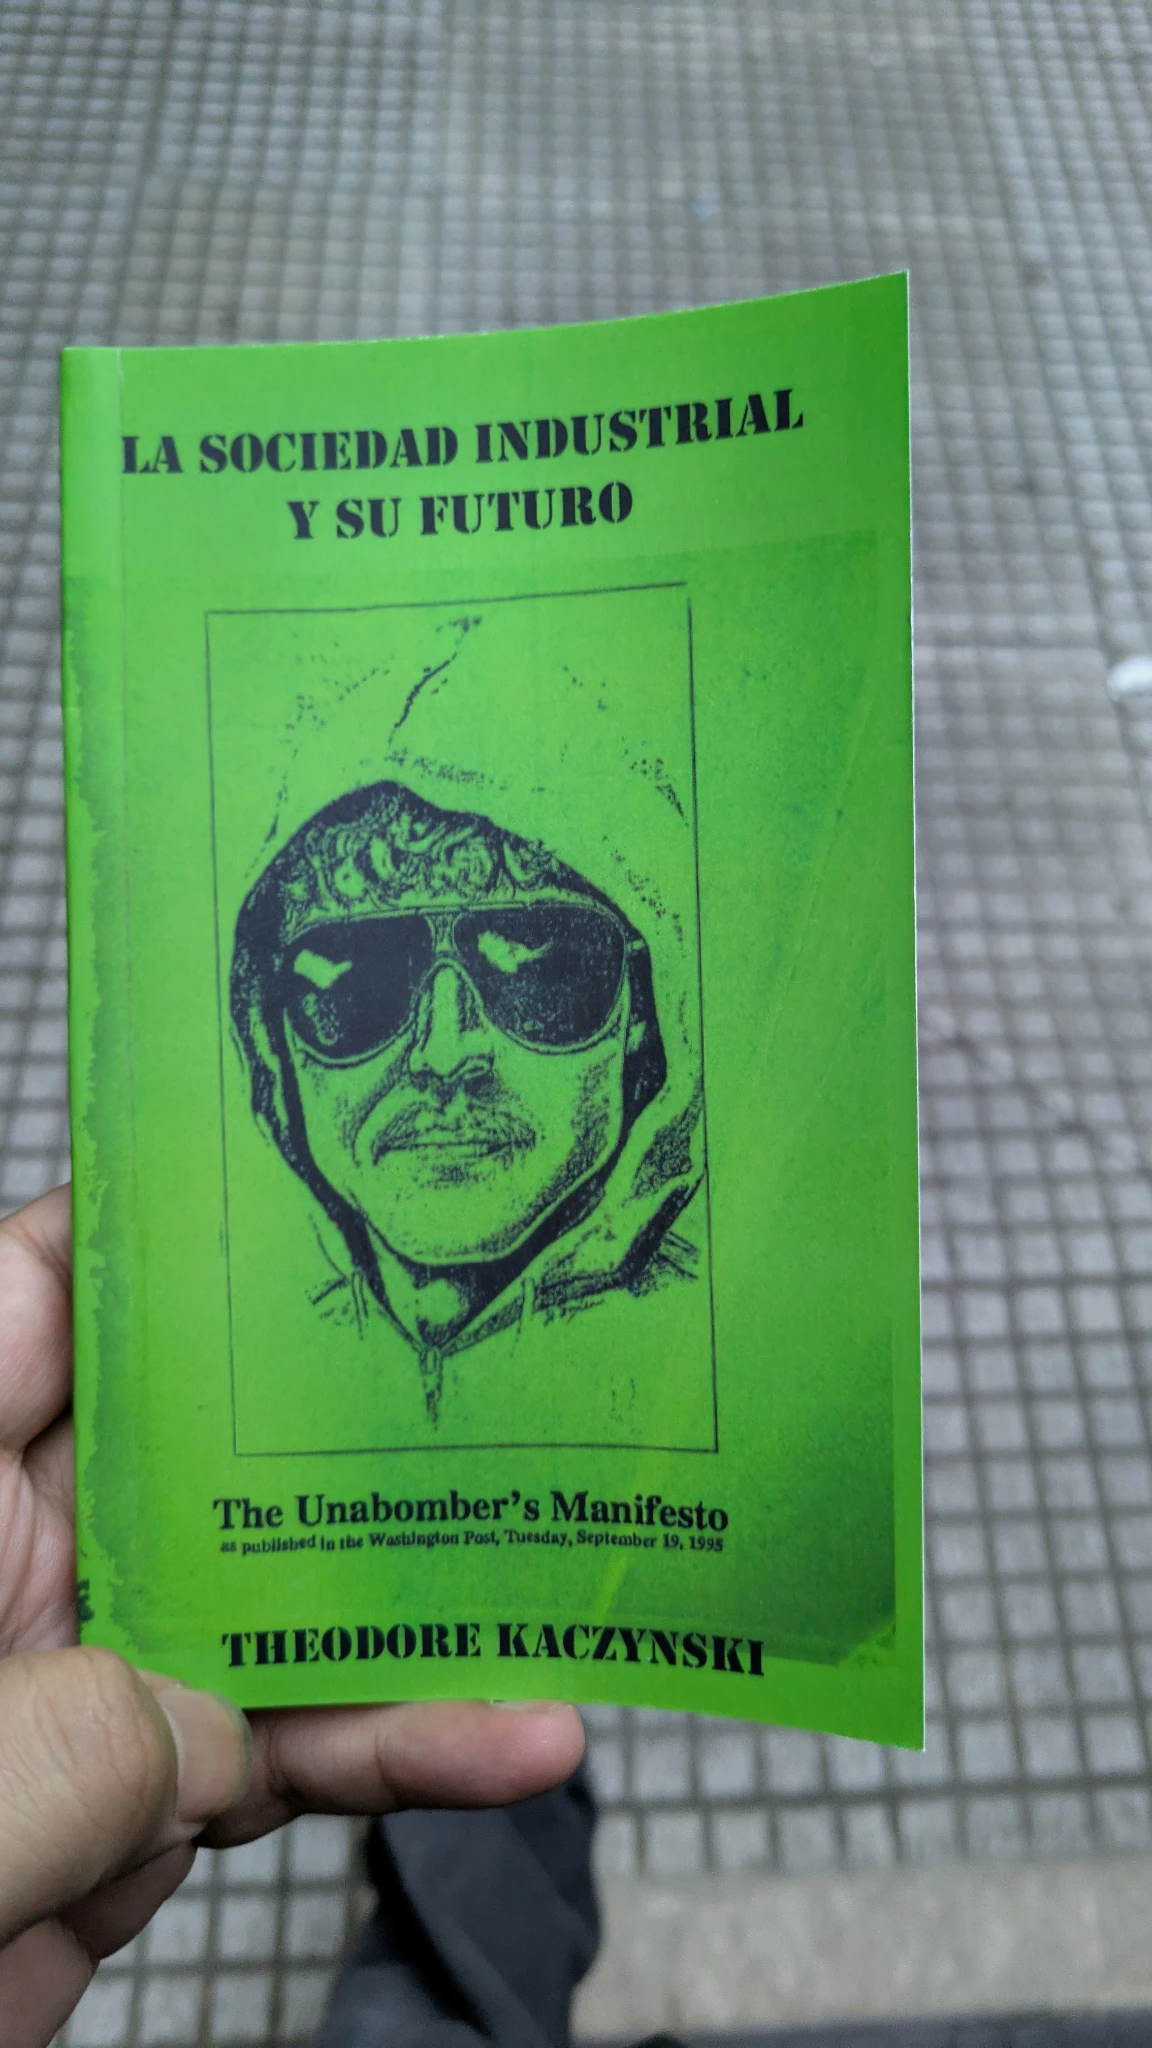 LA SOCIEDAD INDUSTRIAL
Y SU FUTURO
The Unabomber's Manifesto
as published in the Washington Post, Tuesday, September 19, 1995
THEODORE KACZYNSKI